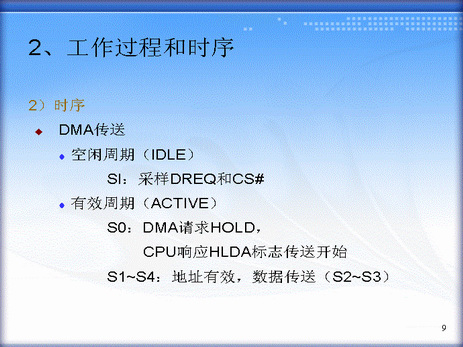 2、工作过程和时序
2）时序
DMA传送
空闲周期（IDLE）
SI：采样DREQ和CS#
有效周期（ACTIVE）
S0：DMA请求HOLD，
CPU响应HLDA标志传送开始
S1~S4：地址有效，数据传送（S2~S3）
9